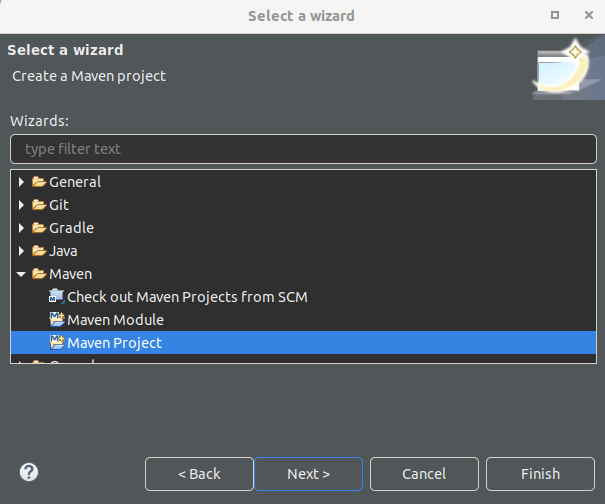 Select a wizard
Select a wizard
Create a Maven project
Wizards:
type filter text
General
Git
Gradle
Java
Maven
Check out Maven Projects from SCM
Maven Module
Maven Project
< Back Next > Cancel Finish